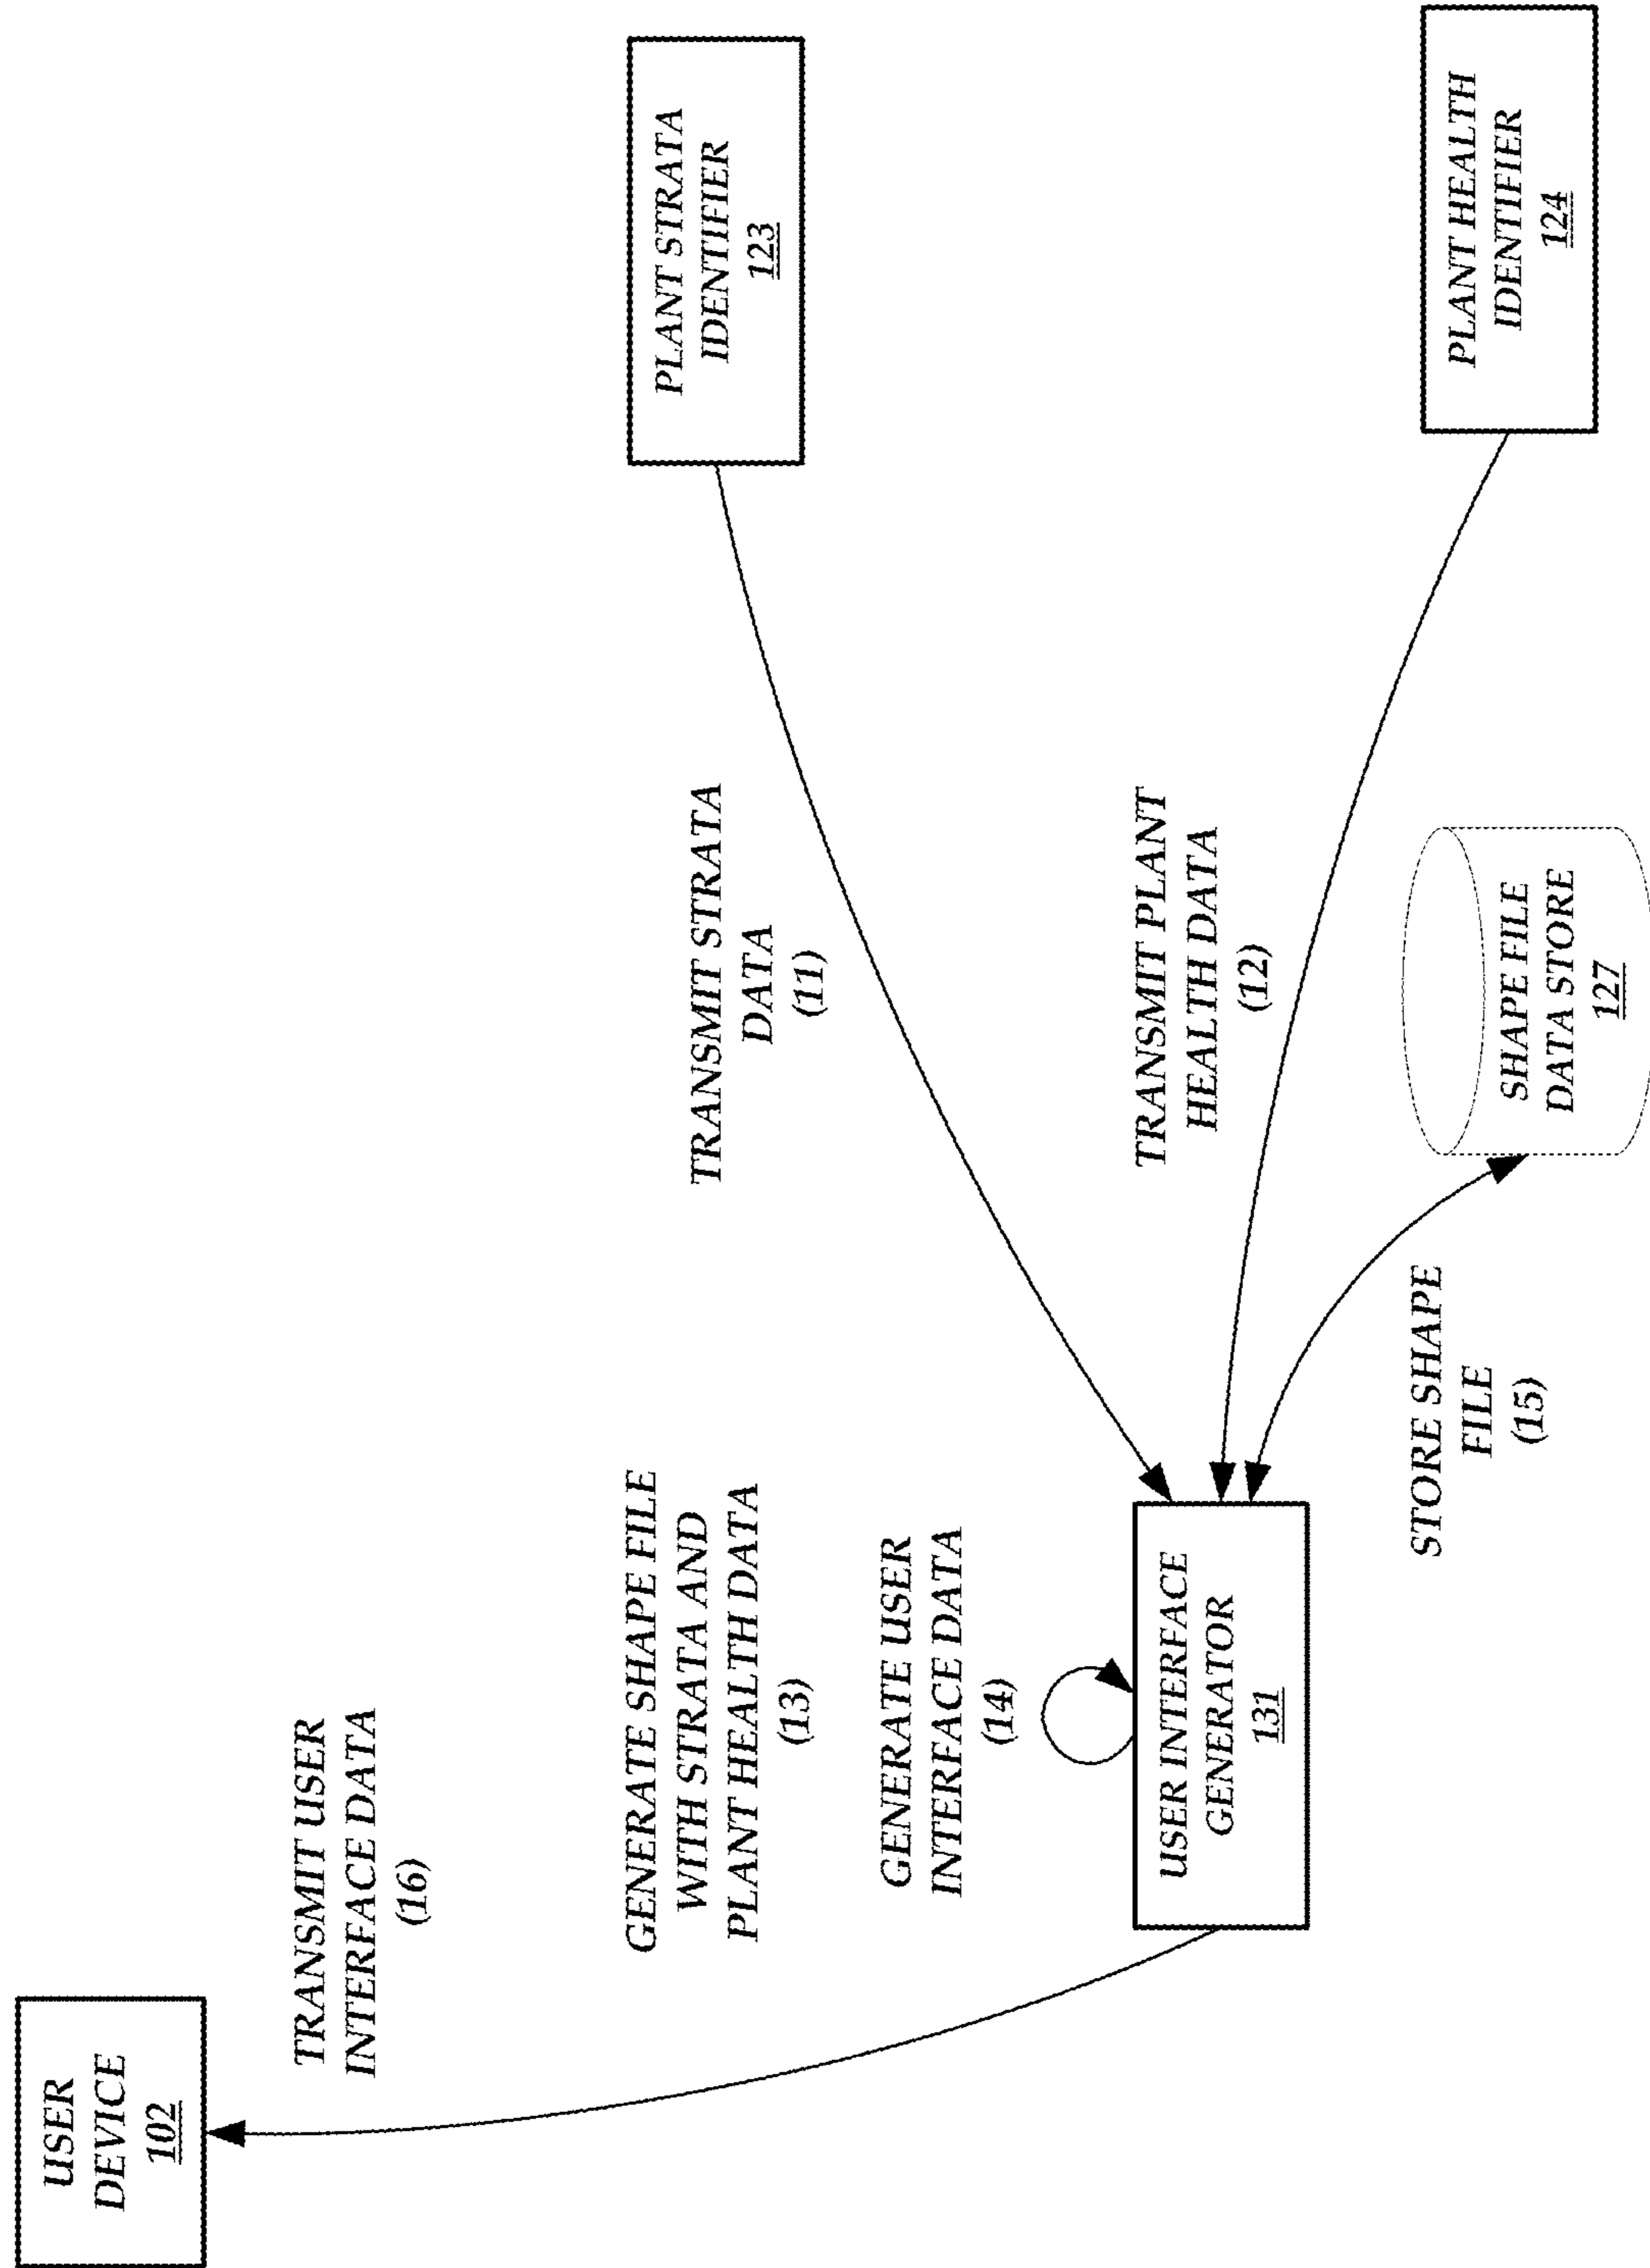 USER
DEVICE
102
TRANSMIT USER
INTERFACE DATA
(16)
GENERATE SHAPE FILE
WITH STRATA AND
PLANT HEALTH DATA
(13)
GENERATE USER
INTERFACE DATA
(14)
USER INTERFACE
GENERATOR
131
TRANSMIT STRATA
DATA
(11)
PLANT STRATA
IDENTIFIER
123
TRANSMIT PLANT
HEALTH DATA
(12)
STORE SHAPE
FILE
(15)
SHAPE FILE
DATA STORE
127
PLANT HEALTH
IDENTIFIER
124